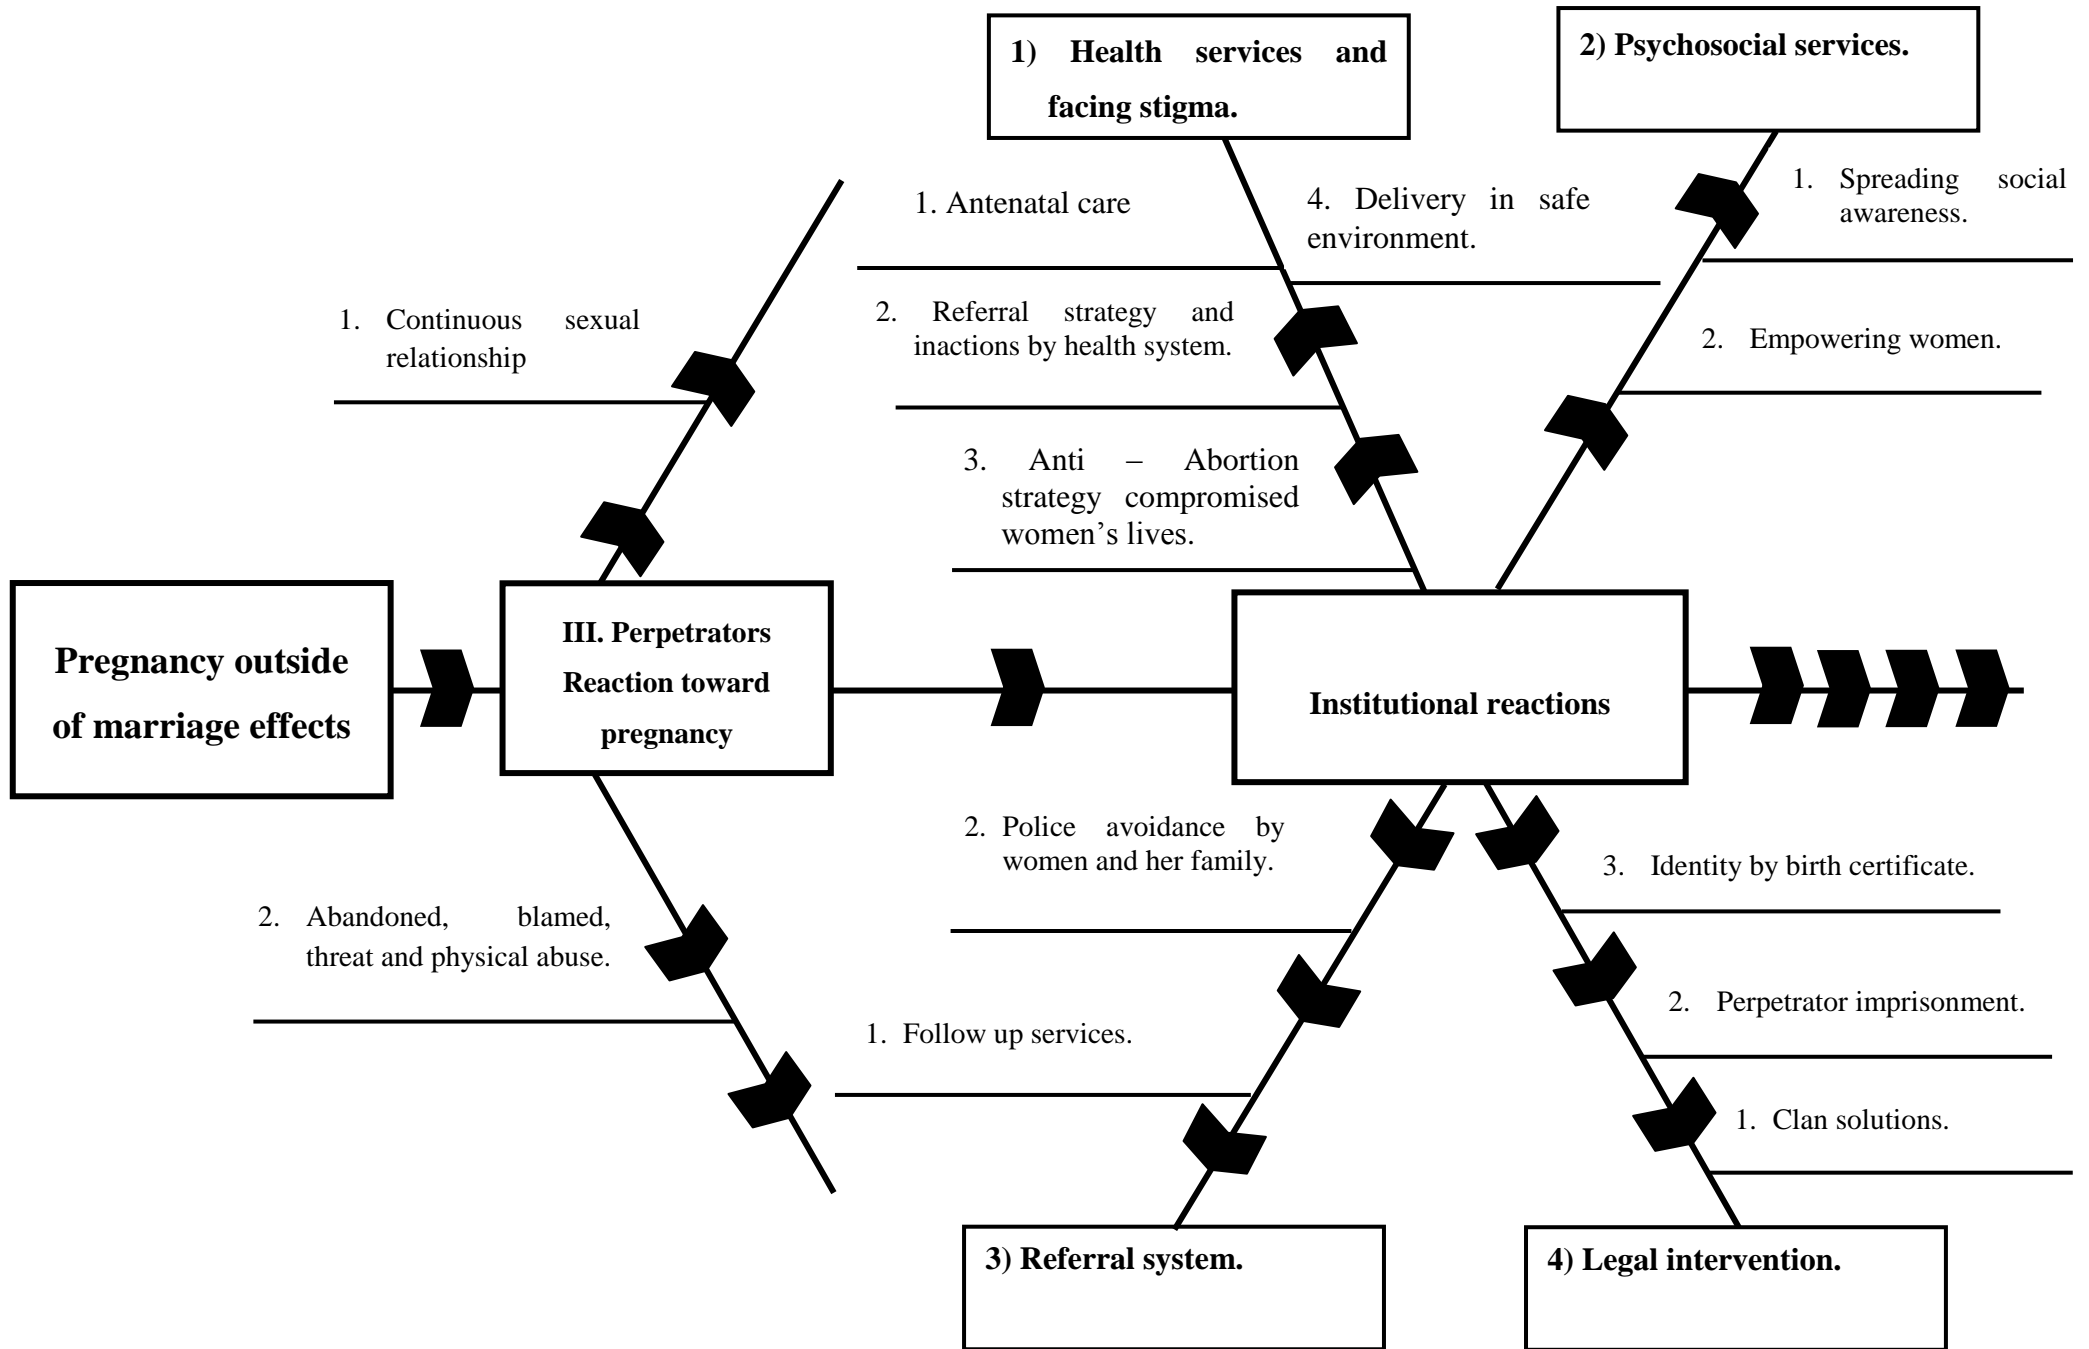 1) Health services and
facing stigma.
2) Psychosocial services.
1. Antenatal care
4. Delivery in safe
environment.
1. Spreading social
awareness.
1. Continuous sexual
relationship
2. Referral strategy and
inactions by health system.
2. Empowering women.
3. Anti – Abortion
strategy compromised
women’s lives.
Pregnancy outside
of marriage effects
III. Perpetrators
Reaction toward
pregnancy
Institutional reactions
2. Police avoidance by
women and her family.
3. Identity by birth certificate.
2. Abandoned, blamed,
threat and physical abuse.
2. Perpetrator imprisonment.
1. Follow up services.
1. Clan solutions.
3) Referral system.
4) Legal intervention.